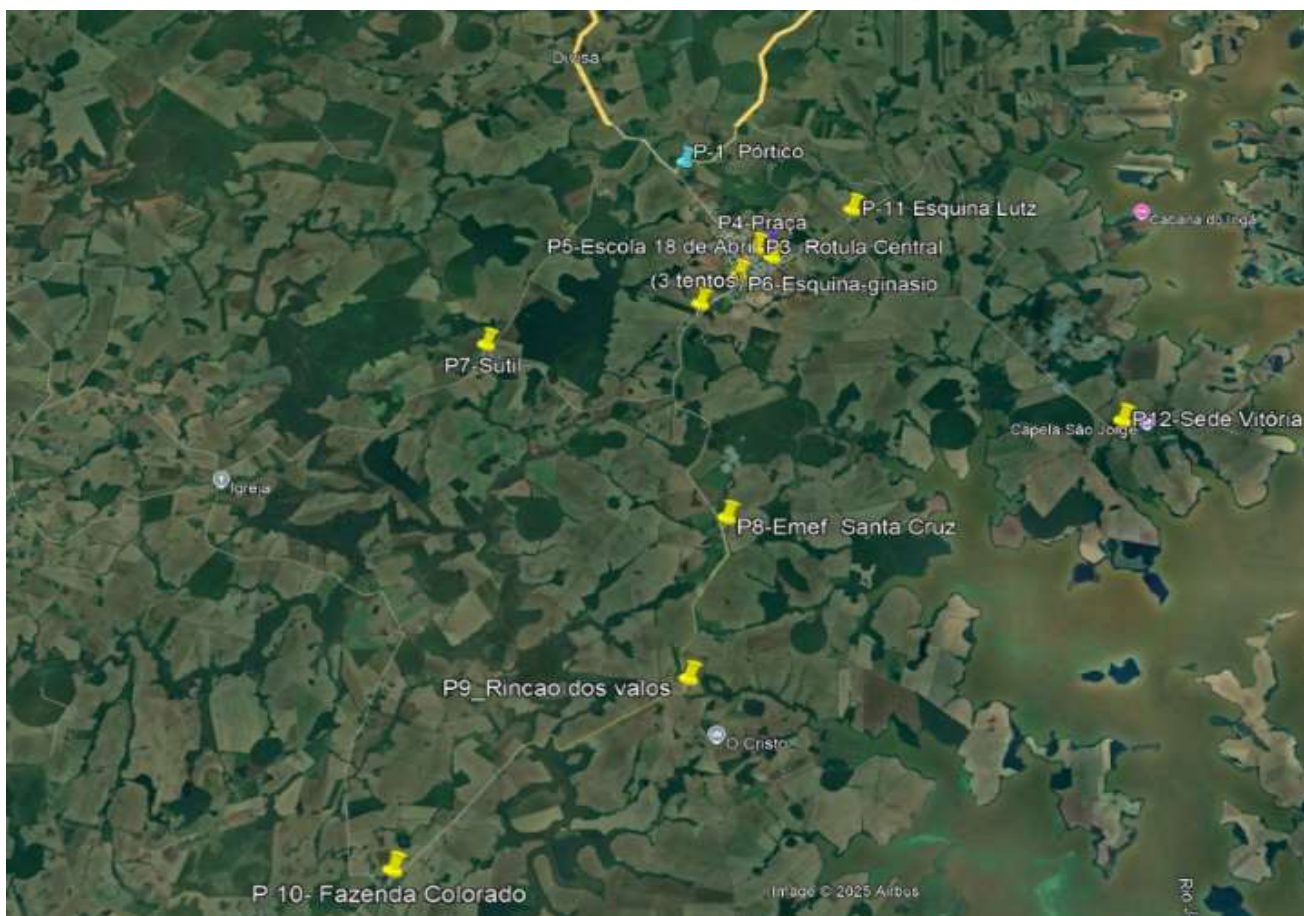 Divisa
P-1 Pórtico
P-11 Esquina Lutz
Cabana do Ingá
P4-Praça
P5-Escola 18 de Abril
P3 Rotula Central
(3 tentos)
P6-Esquina-ginasio
P7-Sutil
P12-Sede Vitória
Capela São Jorge
Igreja
P8-Emef Santa Cruz
P9_Rincao dos valos
O Cristo
P 10- Fazenda Colorado
Image © 2025 Airbus
Rio